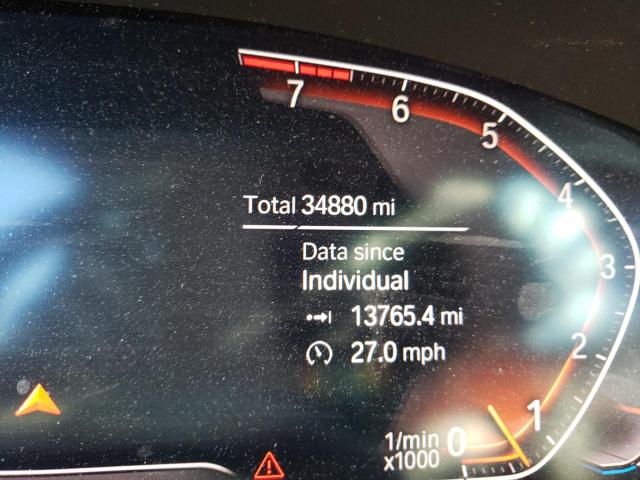 7
6
5
4
3
2
1
0
Total 34880 mi
Data since
Individual
13765.4 mi
27.0 mph
1/min
x1000